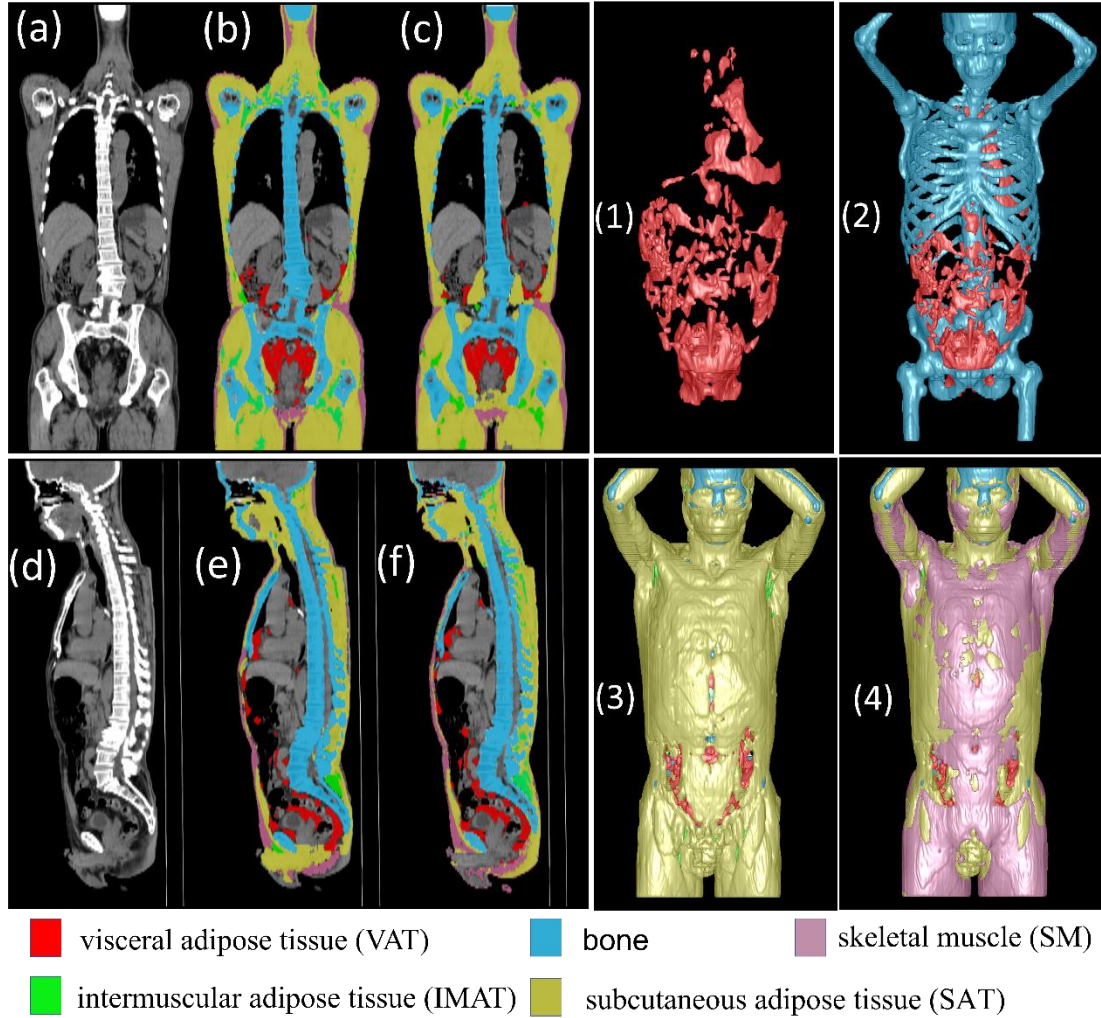 (a) (b) (c) (1) (2)
(d) (e) (f) (3) (4)
visceral adipose tissue (VAT) bone skeletal muscle (SM)
intermuscular adipose tissue (IMAT) subcutaneous adipose tissue (SAT)